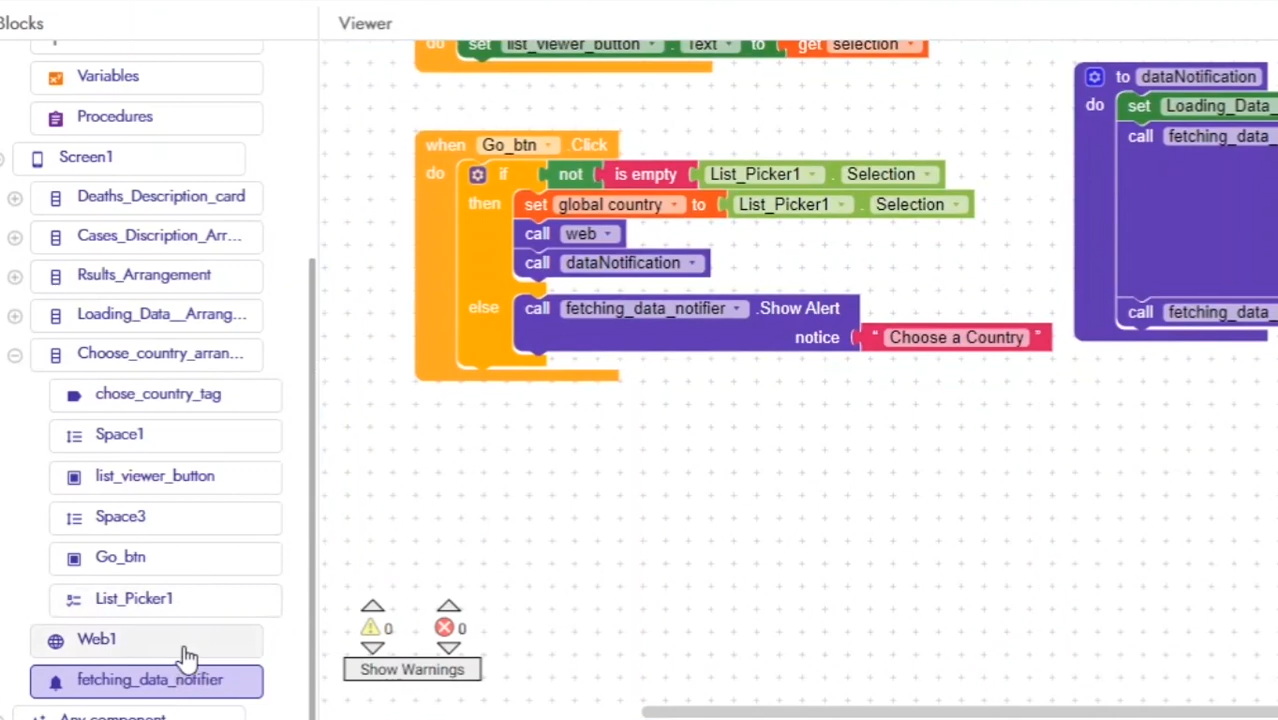 Blocks
Viewer
do set list_viewer_button . Text to get selection
Variables
Procedures
Screen1
Deaths_Description_card
Cases_Discription_Arr...
Rsults_Arrangement
Loading_Data__Arrang...
Choose_country_arran...
chose_country_tag
Space1
list_viewer_button
Space3
Go_btn
List_Picker1
Web1
fetching_data_notifier
Any component
when Go_btn .Click
do if not is empty List_Picker1 . Selection
then set global country to List_Picker1 . Selection
call web
call dataNotification
else call fetching_data_notifier .Show Alert
notice " Choose a Country "
to dataNotification
do set Loading_Data_
call fetching_data_
call fetching_data_
0 0
Show Warnings